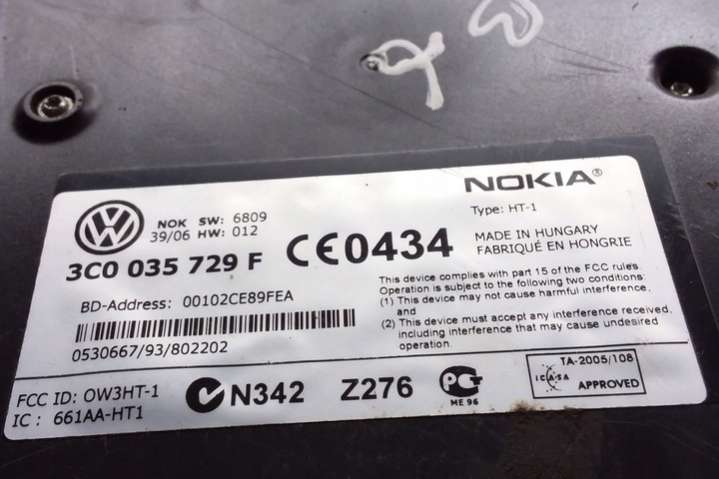 NOKIA®
NOK SW: 6809
39/06 HW: 012
3C0 035 729 F
CE0434
Type: HT-1
MADE IN HUNGARY
FABRIQUÉ EN HONGRIE
BD-Address: 00102CE89FEA
0530667/93/802202
This device complies with part 15 of the FCC rules.
Operation is subject to the following two conditions:
(1) This device may not cause harmful interference,
and
(2) This device must accept any interference received,
including interference that may cause undesired
operation.
FCC ID: OW3HT-1
IC : 661AA-HT1
N342
Z276
ME 96
TA-2005/108
ICASA
APPROVED